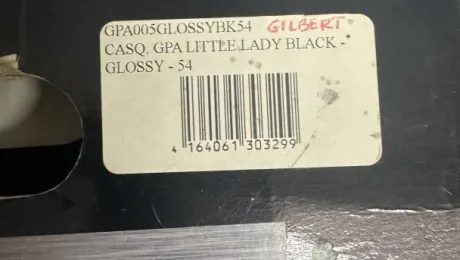 GPA005GLOSSYBK54 GILBERT
CASQ. GPA LITTLE LADY BLACK -
GLOSSY - 54
4 164061 303299